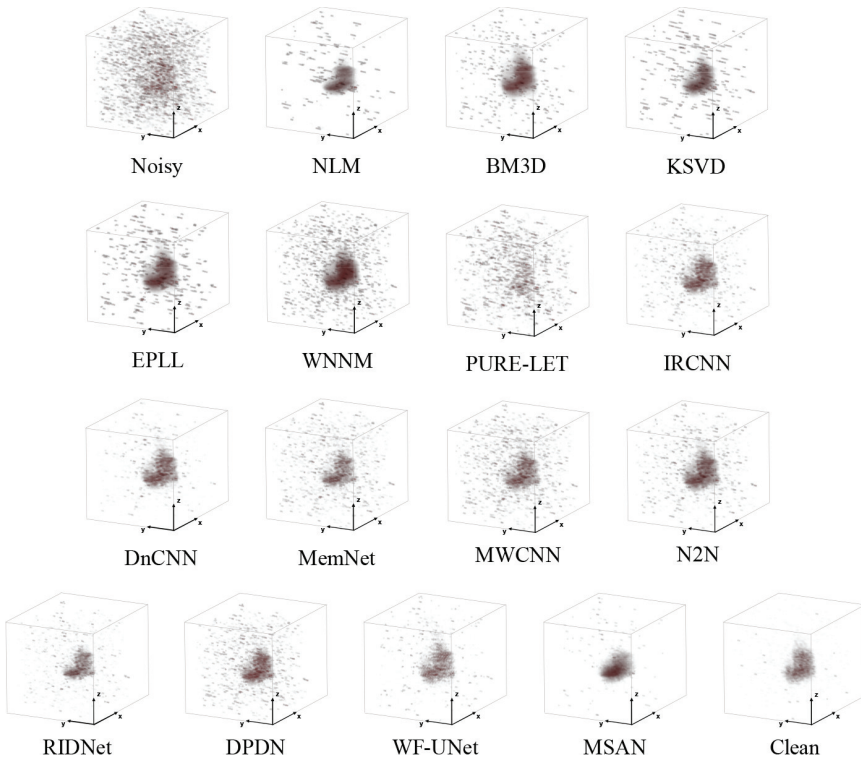 z
x
y
z
x
y
z
x
y
z
x
y
Noisy NLM BM3D KSVD
z
x
y
z
x
y
z
x
y
z
x
y
EPLL WNNM PURE-LET IRCNN
z
x
y
z
x
y
z
x
y
z
x
y
DnCNN MemNet MWCNN N2N
z
x
y
z
x
y
z
x
y
z
x
y
z
x
y
RIDNet DPDN WF-UNet MSAN Clean